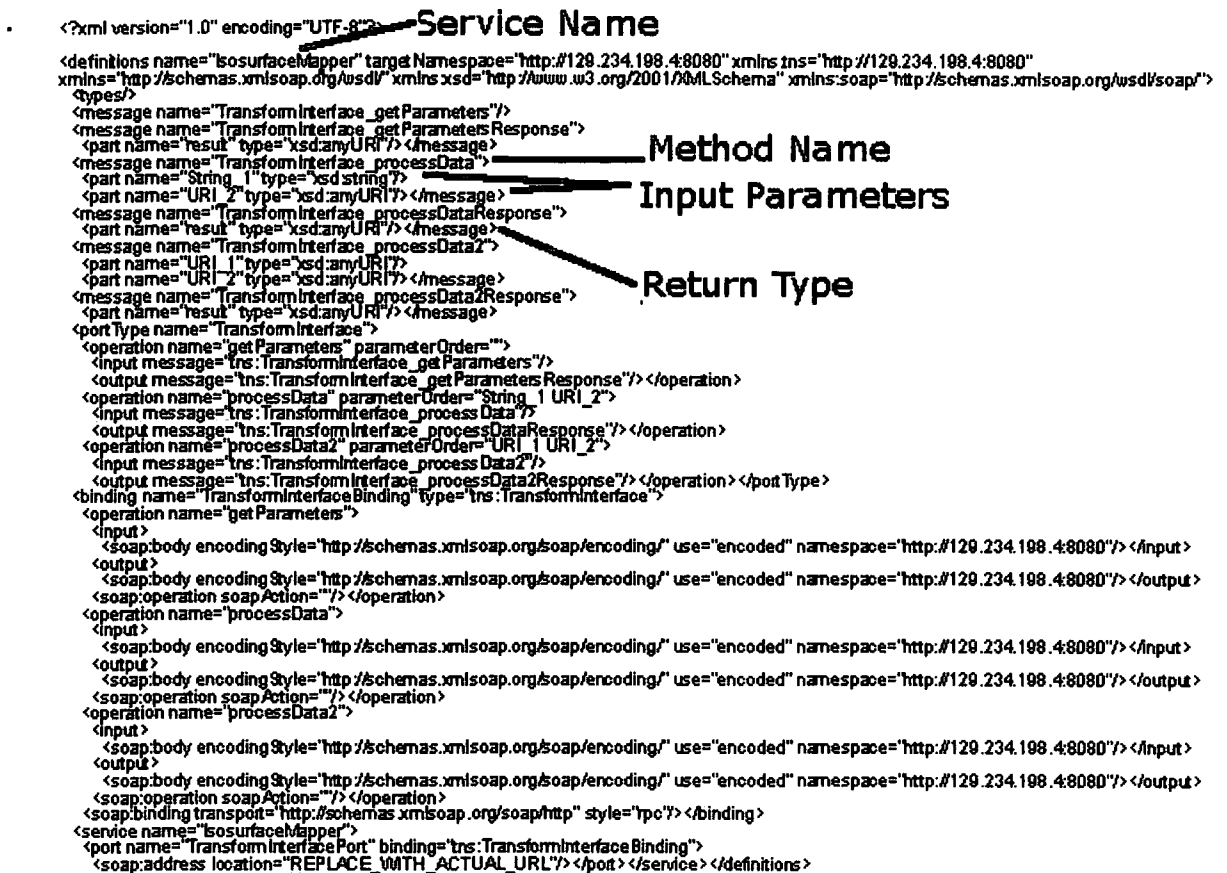 <?xml version="1.0" encoding="UTF-8"?> Service Name
<definitions name="IsosurfaceMapper" targetNamespace="http://129.234.198.4:8080" xmlns:tns="http://129.234.198.4:8080"
xmlns="http://schemas.xmlsoap.org/wsdl/" xmlns:xsd="http://www.w3.org/2001/XMLSchema" xmlns:soap="http://schemas.xmlsoap.org/wsdl/soap/">
<types/>
<message name="TransformInterface_getParameters"/>
<message name="TransformInterface_getParametersResponse">
<part name="result" type="xsd:anyURI"/></message>
<message name="TransformInterface_processData"> Method Name
<part name="String_1" type="xsd:string"/>
<part name="URI_2" type="xsd:anyURI"/></message> Input Parameters
<message name="TransformInterface_processDataResponse">
<part name="result" type="xsd:anyURI"/></message>
<message name="TransformInterface_processData2">
<part name="URI_1" type="xsd:anyURI"/>
<part name="URI_2" type="xsd:anyURI"/></message> Return Type
<message name="TransformInterface_processData2Response">
<part name="result" type="xsd:anyURI"/></message>
<portType name="TransformInterface">
<operation name="getParameters" parameterOrder="">
<input message="tns:TransformInterface_getParameters"/>
<output message="tns:TransformInterface_getParametersResponse"/></operation>
<operation name="processData" parameterOrder="String_1 URI_2">
<input message="tns:TransformInterface_processData"/>
<output message="tns:TransformInterface_processDataResponse"/></operation>
<operation name="processData2" parameterOrder="URI_1 URI_2">
<input message="tns:TransformInterface_processData2"/>
<output message="tns:TransformInterface_processData2Response"/></operation></portType>
<binding name="TransformInterfaceBinding" type="tns:TransformInterface">
<operation name="getParameters">
<input>
<soap:body encodingStyle="http://schemas.xmlsoap.org/soap/encoding/" use="encoded" namespace="http://129.234.198.4:8080"/></input>
<output>
<soap:body encodingStyle="http://schemas.xmlsoap.org/soap/encoding/" use="encoded" namespace="http://129.234.198.4:8080"/></output>
<soap:operation soapAction=""/></operation>
<operation name="processData">
<input>
<soap:body encodingStyle="http://schemas.xmlsoap.org/soap/encoding/" use="encoded" namespace="http://129.234.198.4:8080"/></input>
<output>
<soap:body encodingStyle="http://schemas.xmlsoap.org/soap/encoding/" use="encoded" namespace="http://129.234.198.4:8080"/></output>
<soap:operation soapAction=""/></operation>
<operation name="processData2">
<input>
<soap:body encodingStyle="http://schemas.xmlsoap.org/soap/encoding/" use="encoded" namespace="http://129.234.198.4:8080"/></input>
<output>
<soap:body encodingStyle="http://schemas.xmlsoap.org/soap/encoding/" use="encoded" namespace="http://129.234.198.4:8080"/></output>
<soap:operation soapAction=""/></operation>
<soap:binding transport="http://schemas.xmlsoap.org/soap/http" style="rpc"/></binding>
<service name="IsosurfaceMapper">
<port name="TransformInterfacePort" binding="tns:TransformInterfaceBinding">
<soap:address location="REPLACE_WITH_ACTUAL_URL"/></port></service></definitions>